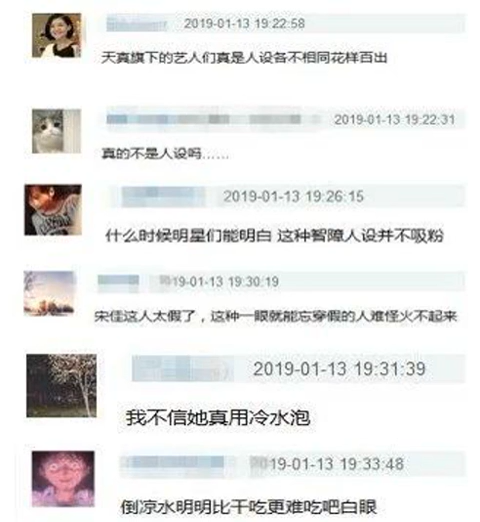 2019-01-13 19:22:58
天真旗下的艺人们真是人设各不相同花样百出
2019-01-13 19:22:31
真的不是人设吗……
2019-01-13 19:26:15
什么时候明星们能明白 这种智障人设并不吸粉
19-01-13 19:30:19
宋佳这人太假了，这种一眼就能忘穿假的人难怪火不起来
2019-01-13 19:31:39
我不信她真用冷水泡
2019-01-13 19:33:48
倒凉水明明比干吃更难吃吧白眼